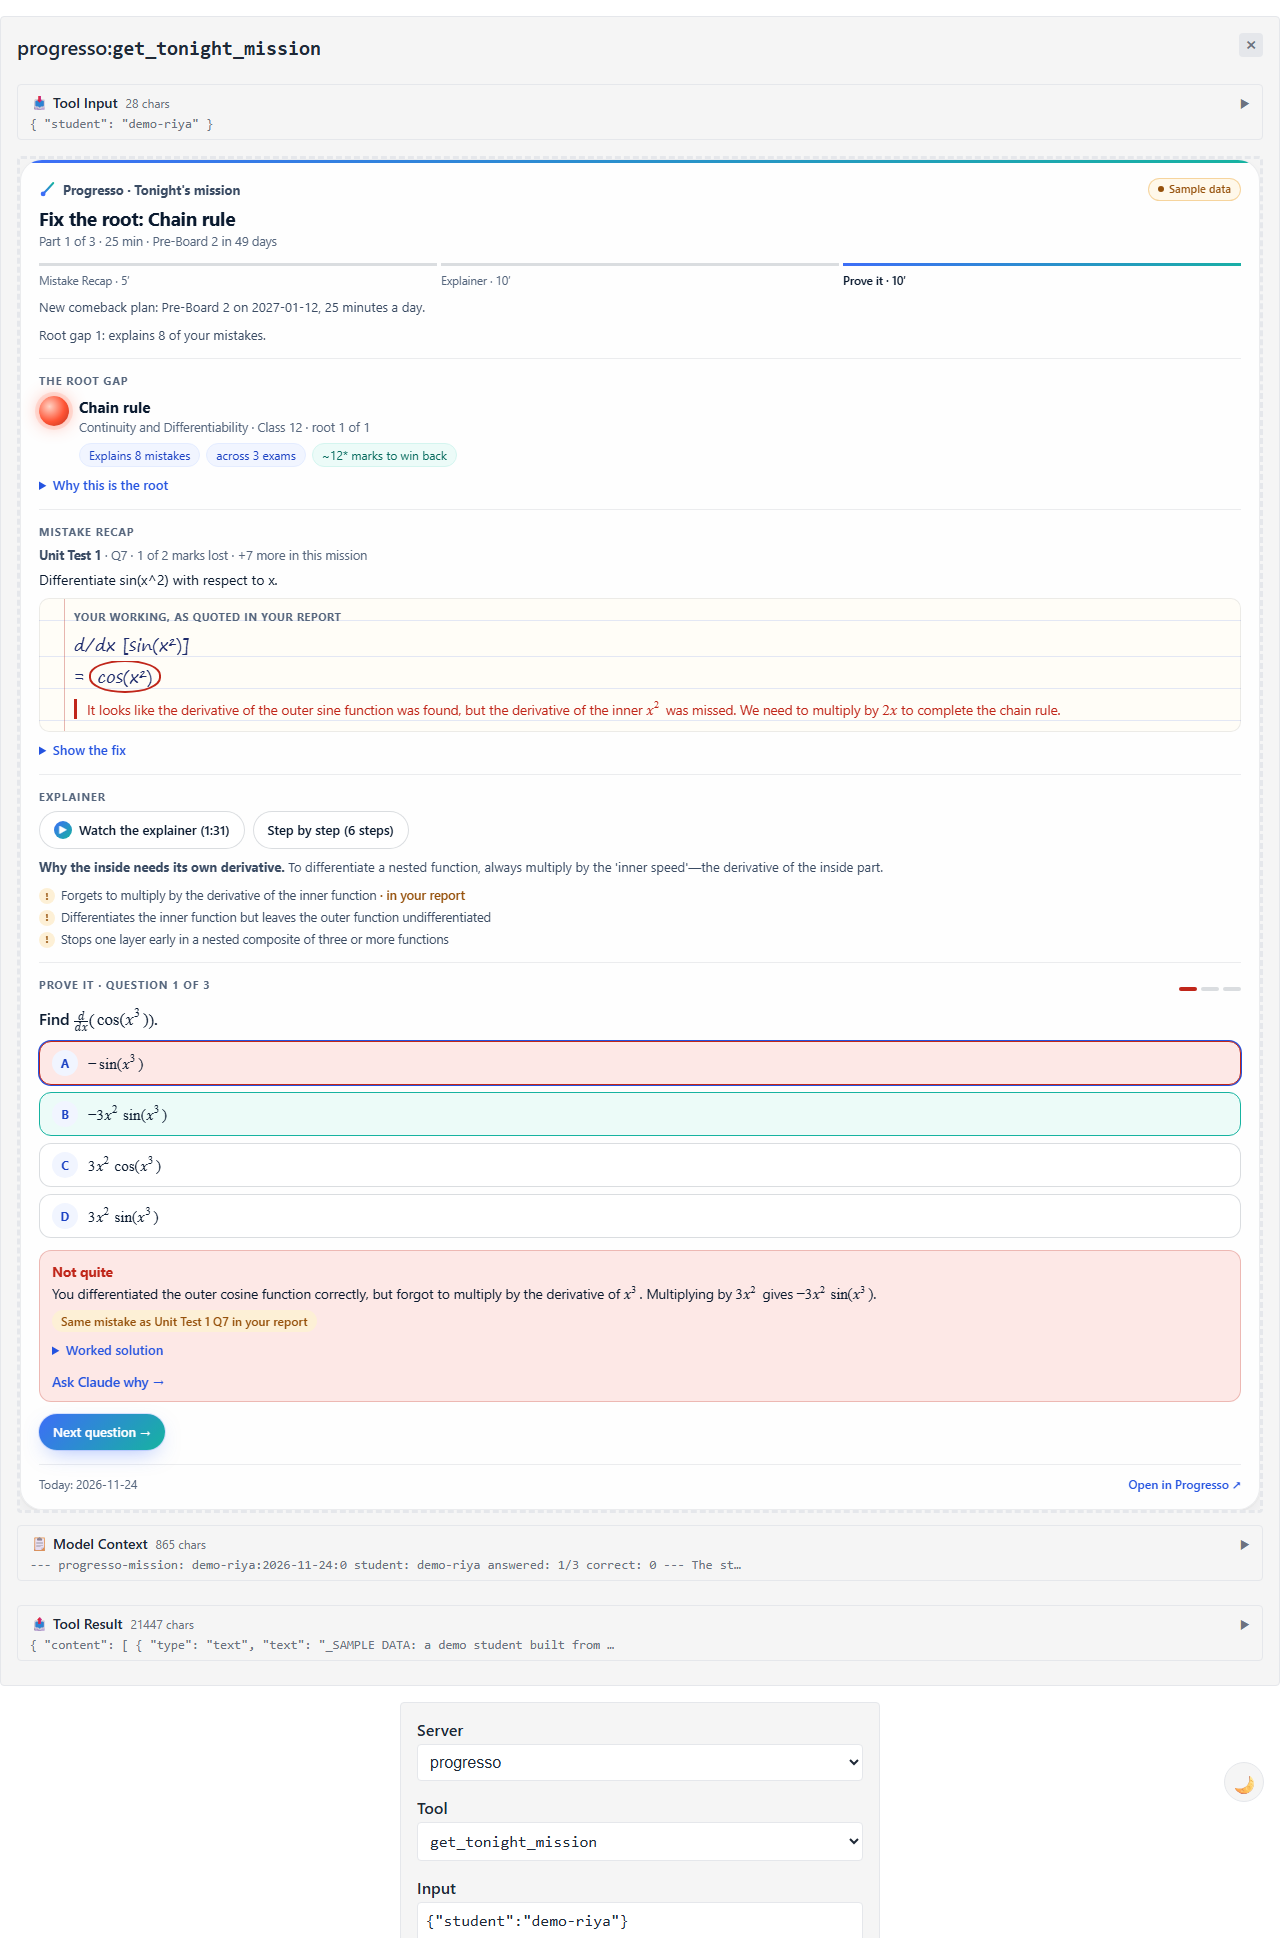 progresso:get_tonight_mission
✕
Tool Input 28 chars
{ "student": "demo-riya" }
Progresso · Tonight's mission
Sample data
Fix the root: Chain rule
Part 1 of 3 · 25 min · Pre-Board 2 in 49 days
Mistake Recap · 5′
Explainer · 10′
Prove it · 10′
New comeback plan: Pre-Board 2 on 2027-01-12, 25 minutes a day.
Root gap 1: explains 8 of your mistakes.
THE ROOT GAP
Chain rule
Continuity and Differentiability · Class 12 · root 1 of 1
Explains 8 mistakes
across 3 exams
~12* marks to win back
Why this is the root
MISTAKE RECAP
Unit Test 1 · Q7 · 1 of 2 marks lost · +7 more in this mission
Differentiate sin(x^2) with respect to x.
YOUR WORKING, AS QUOTED IN YOUR REPORT
d/dx [sin(x²)]
= cos(x²)
It looks like the derivative of the outer sine function was found, but the derivative of the inner x² was missed. We need to multiply by 2x to complete the chain rule.
Show the fix
EXPLAINER
Watch the explainer (1:31)
Step by step (6 steps)
Why the inside needs its own derivative. To differentiate a nested function, always multiply by the 'inner speed'—the derivative of the inside part.
! Forgets to multiply by the derivative of the inner function · in your report
! Differentiates the inner function but leaves the outer function undifferentiated
! Stops one layer early in a nested composite of three or more functions
PROVE IT · QUESTION 1 OF 3
Find d/dx(cos(x³)).
A −sin(x³)
B −3x² sin(x³)
C 3x² cos(x³)
D 3x² sin(x³)
Not quite
You differentiated the outer cosine function correctly, but forgot to multiply by the derivative of x³. Multiplying by 3x² gives −3x² sin(x³).
Same mistake as Unit Test 1 Q7 in your report
Worked solution
Ask Claude why →
Next question →
Today: 2026-11-24
Open in Progresso ↗
Model Context 865 chars
--- progresso-mission: demo-riya:2026-11-24:0 student: demo-riya answered: 1/3 correct: 0 --- The st…
Tool Result 21447 chars
{ "content": [ { "type": "text", "text": "_SAMPLE DATA: a demo student built from …
Server
progresso
Tool
get_tonight_mission
Input
{"student":"demo-riya"}